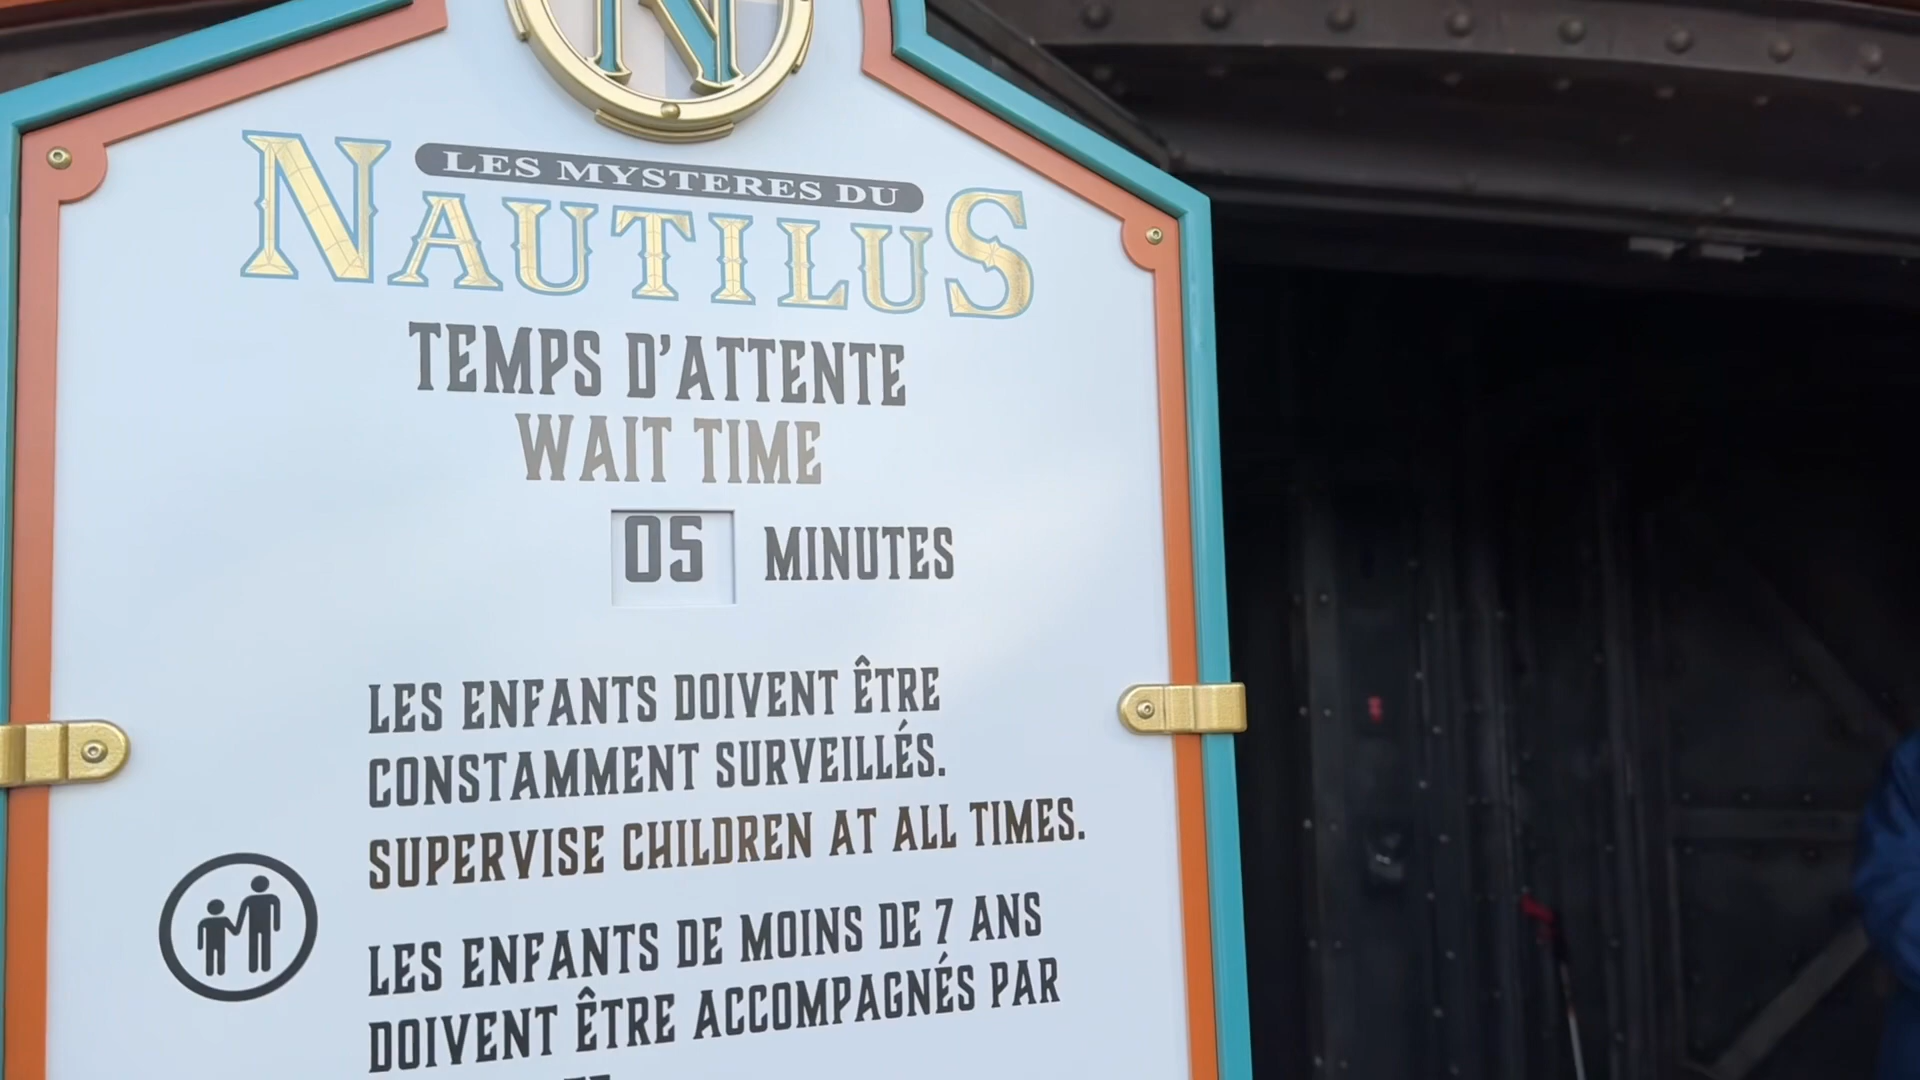 N
LES MYSTERES DU
NAUTILUS
TEMPS D'ATTENTE
WAIT TIME
05 MINUTES
LES ENFANTS DOIVENT ÊTRE
CONSTAMMENT SURVEILLÉS.
SUPERVISE CHILDREN AT ALL TIMES.
LES ENFANTS DE MOINS DE 7 ANS
DOIVENT ÊTRE ACCOMPAGNÉS PAR